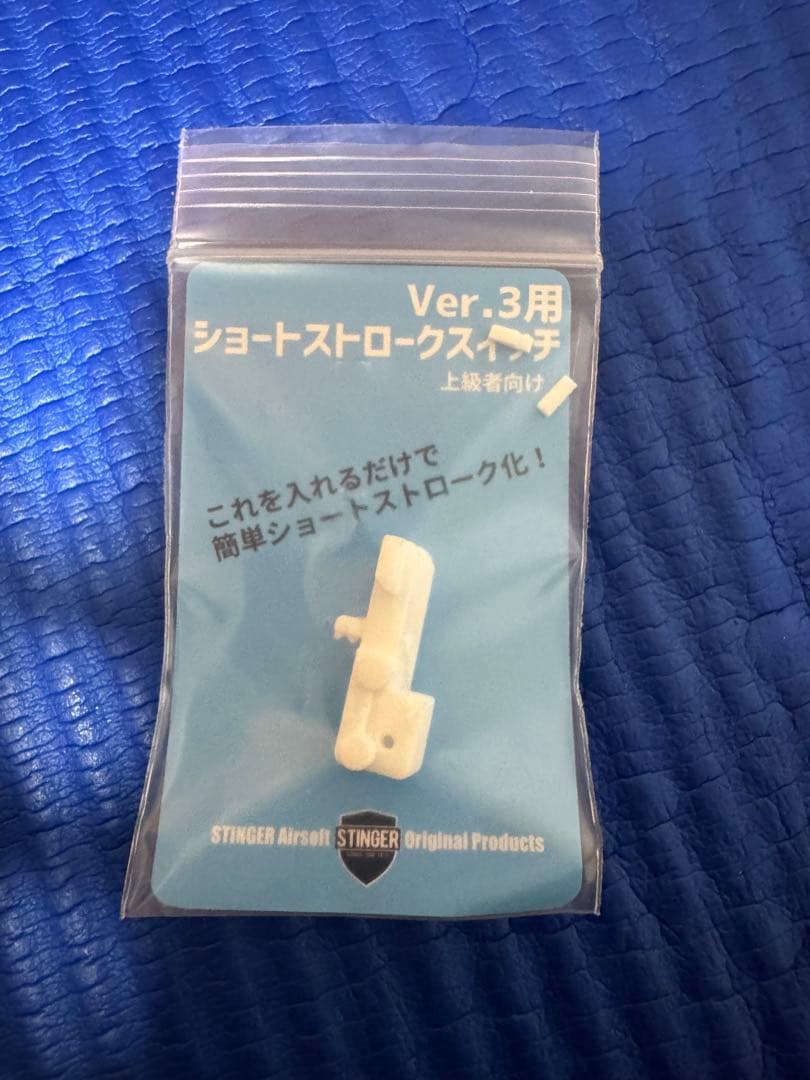 Ver.3用
ショートストロークスイッチ
上級者向け
これを入れるだけで
簡単ショートストローク化！
STINGER Airsoft STINGER Original Products